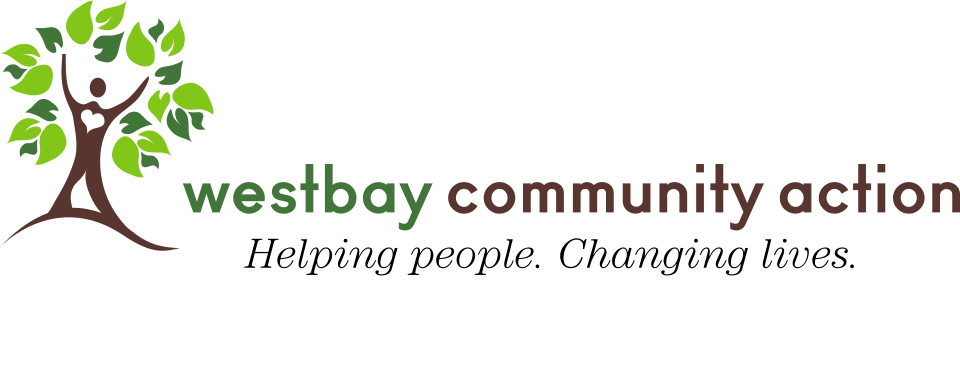 westbay community action
Helping people. Changing lives.